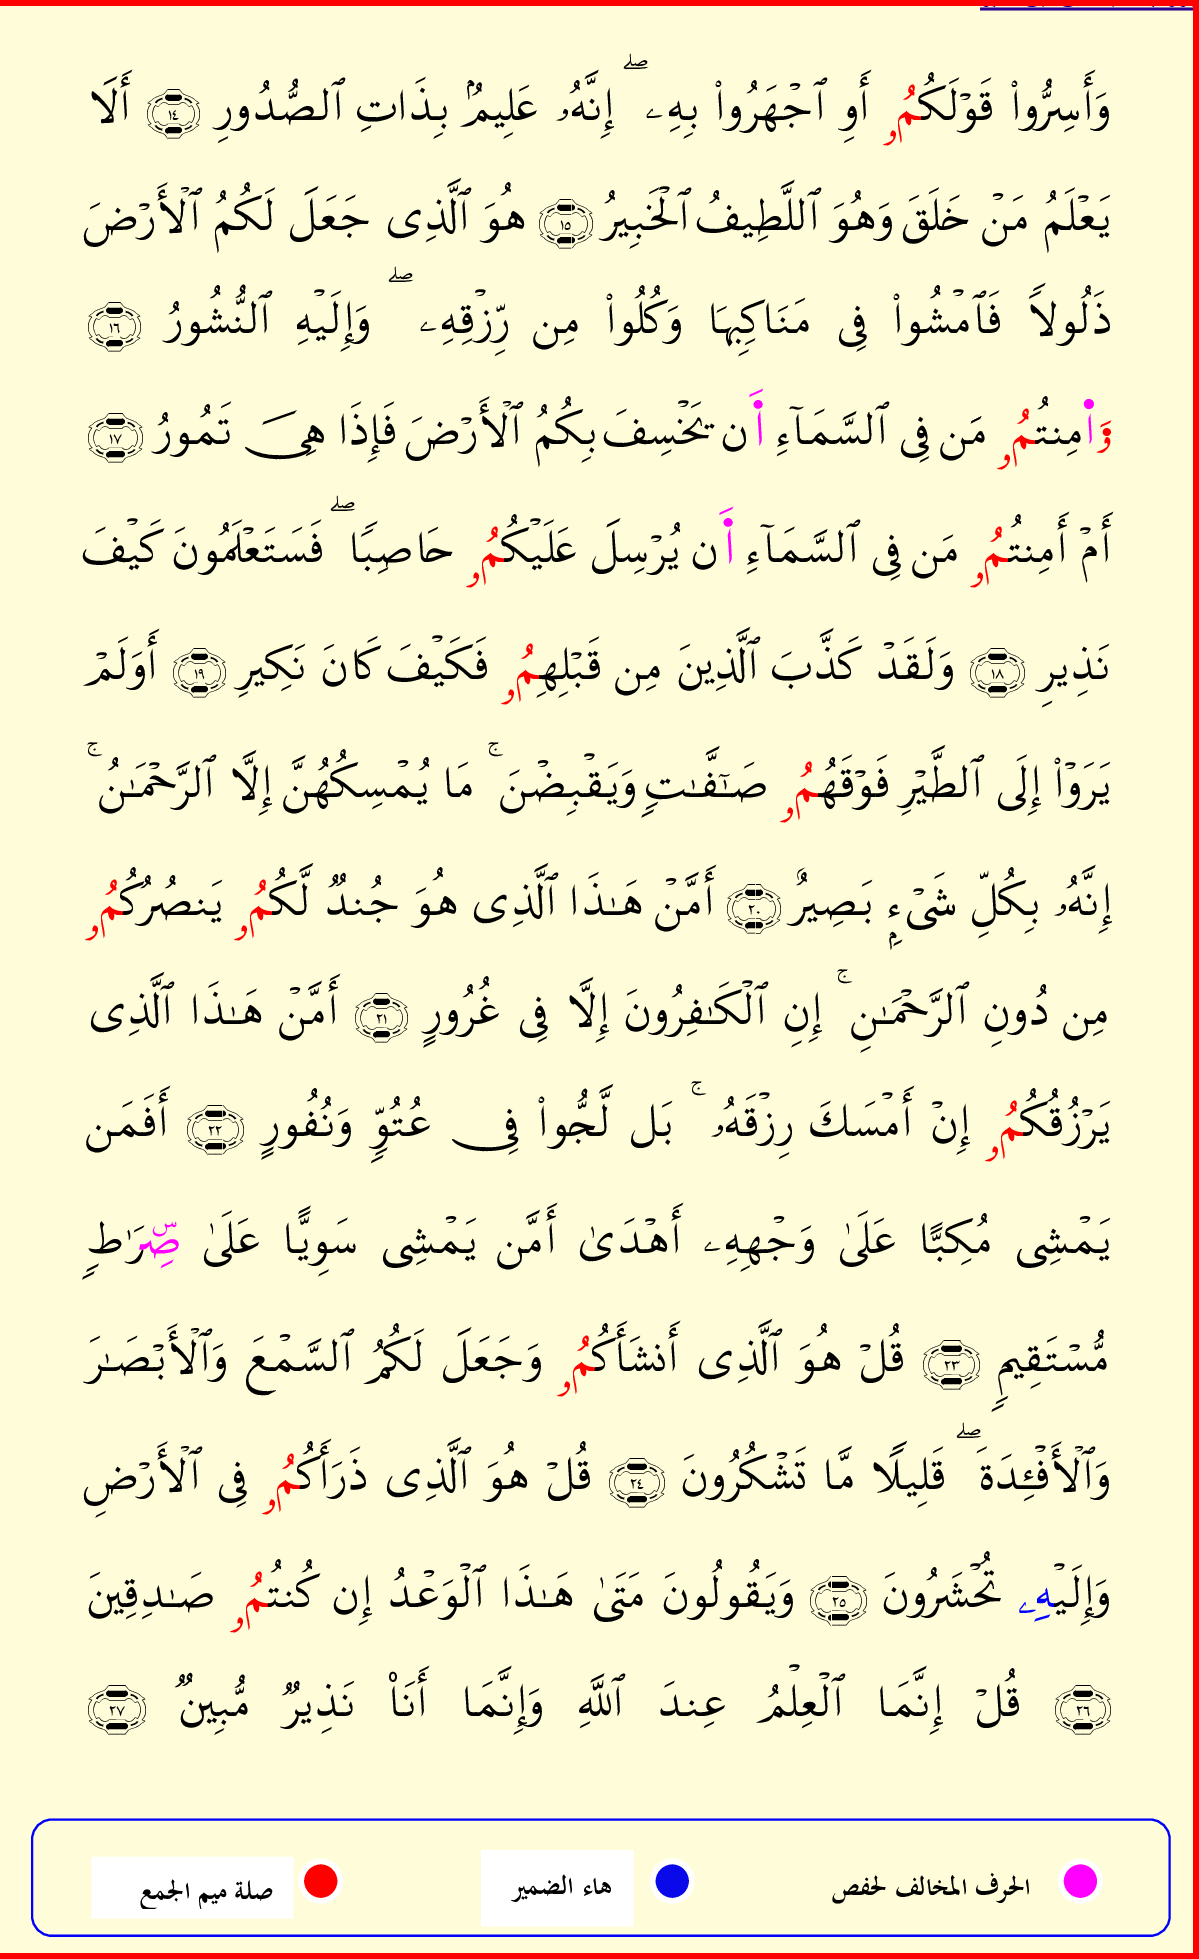 وَأَسِرُّوا۟ قَوْلَكُمُۥ أَوِ ٱجْهَرُوا۟ بِهِۦٓ ۖ إِنَّهُۥ عَلِيمٌۢ بِذَاتِ ٱلصُّدُورِ ١٤ أَلَا
يَعْلَمُ مَنْ خَلَقَ وَهُوَ ٱللَّطِيفُ ٱلْخَبِيرُ ١٥ هُوَ ٱلَّذِى جَعَلَ لَكُمُ ٱلْأَرْضَ
ذَلُولًا فَٱمْشُوا۟ فِى مَنَاكِبِهَا وَكُلُوا۟ مِن رِّزْقِهِۦ ۖ وَإِلَيْهِ ٱلنُّشُورُ ١٦
وَا۬مِنتُمُۥ مَن فِى ٱلسَّمَآءِ اَ۬ن يَخْسِفَ بِكُمُ ٱلْأَرْضَ فَإِذَا هِىَ تَمُورُ ١٧
أَمْ أَمِنتُمُۥ مَن فِى ٱلسَّمَآءِ اَ۬ن يُرْسِلَ عَلَيْكُمُۥ حَاصِبًا ۖ فَسَتَعْلَمُونَ كَيْفَ
نَذِيرِ ١٨ وَلَقَدْ كَذَّبَ ٱلَّذِينَ مِن قَبْلِهِمُۥ فَكَيْفَ كَانَ نَكِيرِ ١٩ أَوَلَمْ
يَرَوْا۟ إِلَى ٱلطَّيْرِ فَوْقَهُمُۥ صَـٰٓفَّـٰتٍ وَيَقْبِضْنَ ۚ مَا يُمْسِكُهُنَّ إِلَّا ٱلرَّحْمَـٰنُ ۚ
إِنَّهُۥ بِكُلِّ شَىْءٍۭ بَصِيرٌ ٢٠ أَمَّنْ هَـٰذَا ٱلَّذِى هُوَ جُندٌ لَّكُمُۥ يَنصُرُكُمُۥ
مِن دُونِ ٱلرَّحْمَـٰنِ ۚ إِنِ ٱلْكَـٰفِرُونَ إِلَّا فِى غُرُورٍ ٢١ أَمَّنْ هَـٰذَا ٱلَّذِى
يَرْزُقُكُمُۥ إِنْ أَمْسَكَ رِزْقَهُۥ ۚ بَل لَّجُّوا۟ فِى عُتُوٍّ وَنُفُورٍ ٢٢ أَفَمَن
يَمْشِى مُكِبًّا عَلَىٰ وَجْهِهِۦ أَهْدَىٰ أَمَّن يَمْشِى سَوِيًّا عَلَىٰ صِّۜرَٰطٍ
مُّسْتَقِيمٍ ٢٣ قُلْ هُوَ ٱلَّذِى أَنشَأَكُمُۥ وَجَعَلَ لَكُمُ ٱلسَّمْعَ وَٱلْأَبْصَـٰرَ
وَٱلْأَفْـِٔدَةَ ۖ قَلِيلًا مَّا تَشْكُرُونَ ٢٤ قُلْ هُوَ ٱلَّذِى ذَرَأَكُمُۥ فِى ٱلْأَرْضِ
وَإِلَيْهِۦ تُحْشَرُونَ ٢٥ وَيَقُولُونَ مَتَىٰ هَـٰذَا ٱلْوَعْدُ إِن كُنتُمُۥ صَـٰدِقِينَ
٢٦ قُلْ إِنَّمَا ٱلْعِلْمُ عِندَ ٱللَّهِ وَإِنَّمَا أَنَا۠ نَذِيرٌ مُّبِينٌ ٢٧
الحرف المخالف لحفص هاء الضمير صلة ميم الجمع